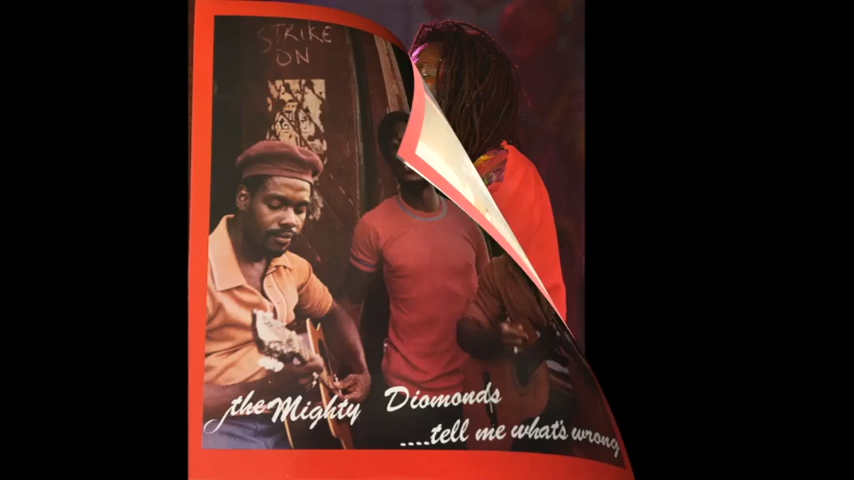 STRIKE
ON
the Mighty Diomonds
....tell me what's wrong